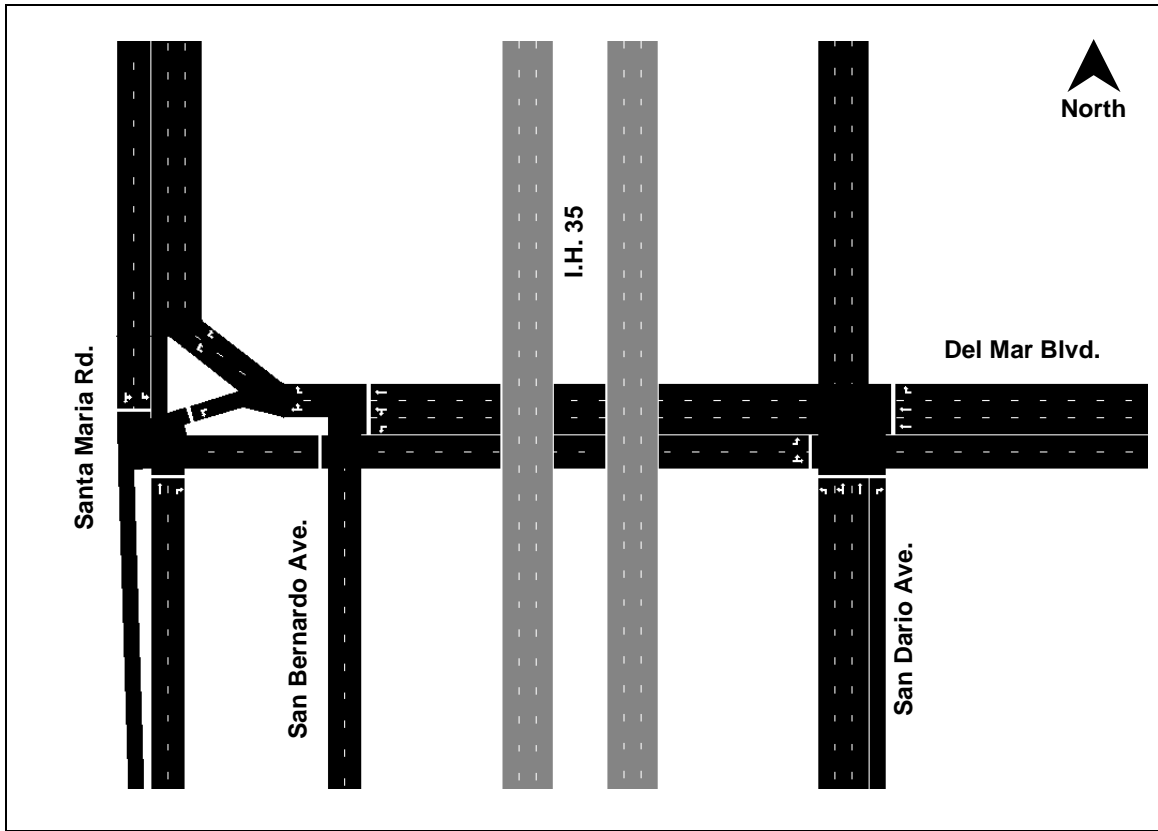 North
I.H. 35
Del Mar Blvd.
Santa Maria Rd.
San Bernardo Ave.
San Dario Ave.